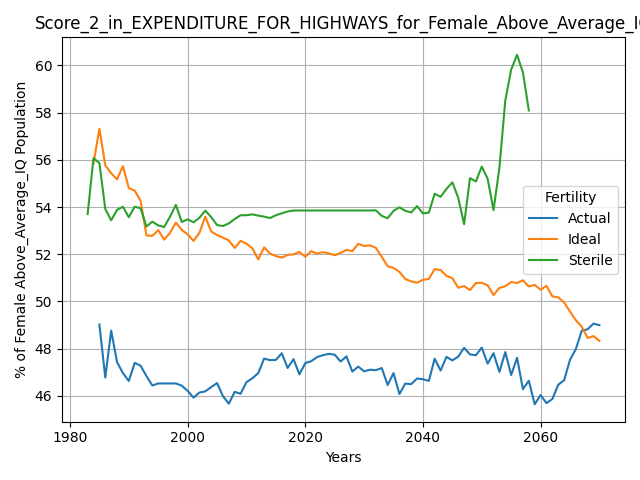 Score_2_in_EXPENDITURE_FOR_HIGHWAYS_for_Female_Above_Average_IQ
% of Female Above_Average_IQ Population
60
58
56
54
52
50
48
46
Fertility
Actual
Ideal
Sterile
1980
2000
2020
2040
2060
Years